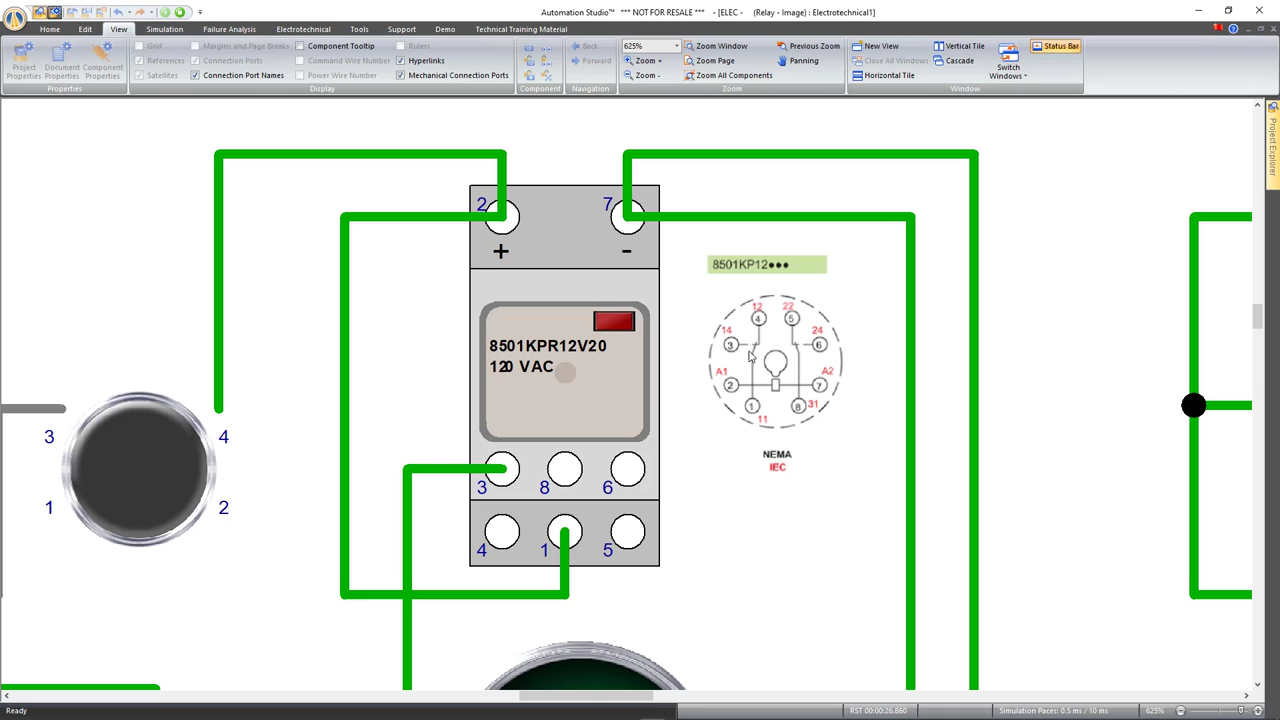 Automation Studio™ *** NOT FOR RESALE *** - [ELEC - (Relay - Image) : Electrotechnical1]
Home Edit View Simulation Failure Analysis Electrotechnical Tools Support Demo Technical Training Material
Grid Margins and Page Breaks Component Tooltip Rulers 625% Zoom Window Previous Zoom New View Vertical Tile Status Bar
References Connection Ports Command Wire Number Hyperlinks Back Forward Zoom + Zoom Page Panning Close All Windows Cascade
Satellites Connection Port Names Power Wire Number Mechanical Connection Ports Zoom - Zoom All Components Horizontal Tile
Project Properties Document Properties Component Properties Switch Windows
Properties Display Component Navigation Zoom Window
Project Explorer
2 7
+ -
8501KP12●●●
12 22
4 5
14 24
3 6
A1 A2
2 7
1 8
11 31
NEMA
IEC
8501KPR12V20
120 VAC
3 4
1 2
3 8 6
4 1 5
Ready RST 00:00:26.860 Simulation Paces: 0.5 ms / 10 ms 625%